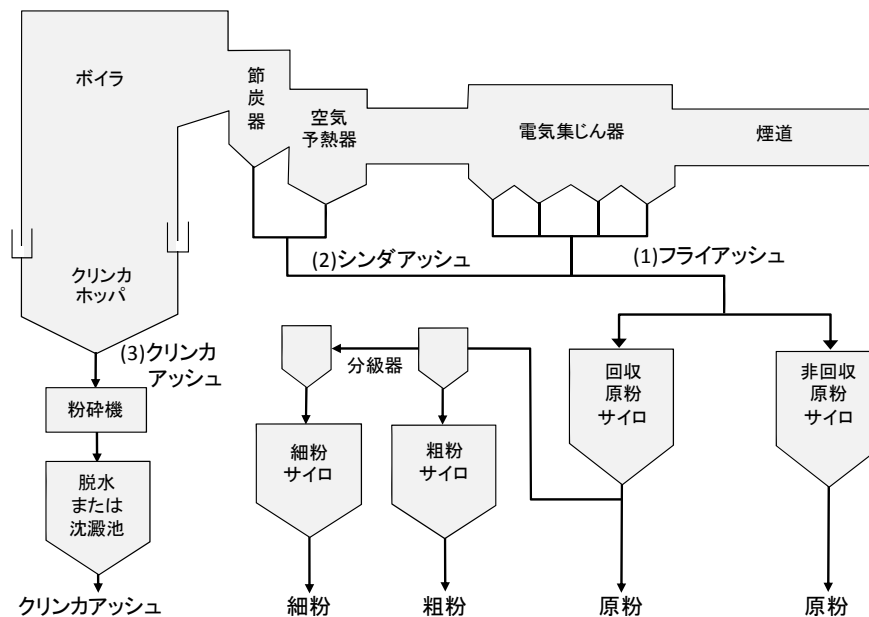 ボイラ
節
炭
器
空気
予熱器
電気集じん器
煙道
(2)シンダアッシュ
(1)フライアッシュ
クリンカ
ホッパ
(3)クリンカ
アッシュ
分級器
回収
原粉
サイロ
非回収
原粉
サイロ
粉砕機
細粉
サイロ
粗粉
サイロ
脱水
または
沈澱池
クリンカアッシュ
細粉
粗粉
原粉
原粉